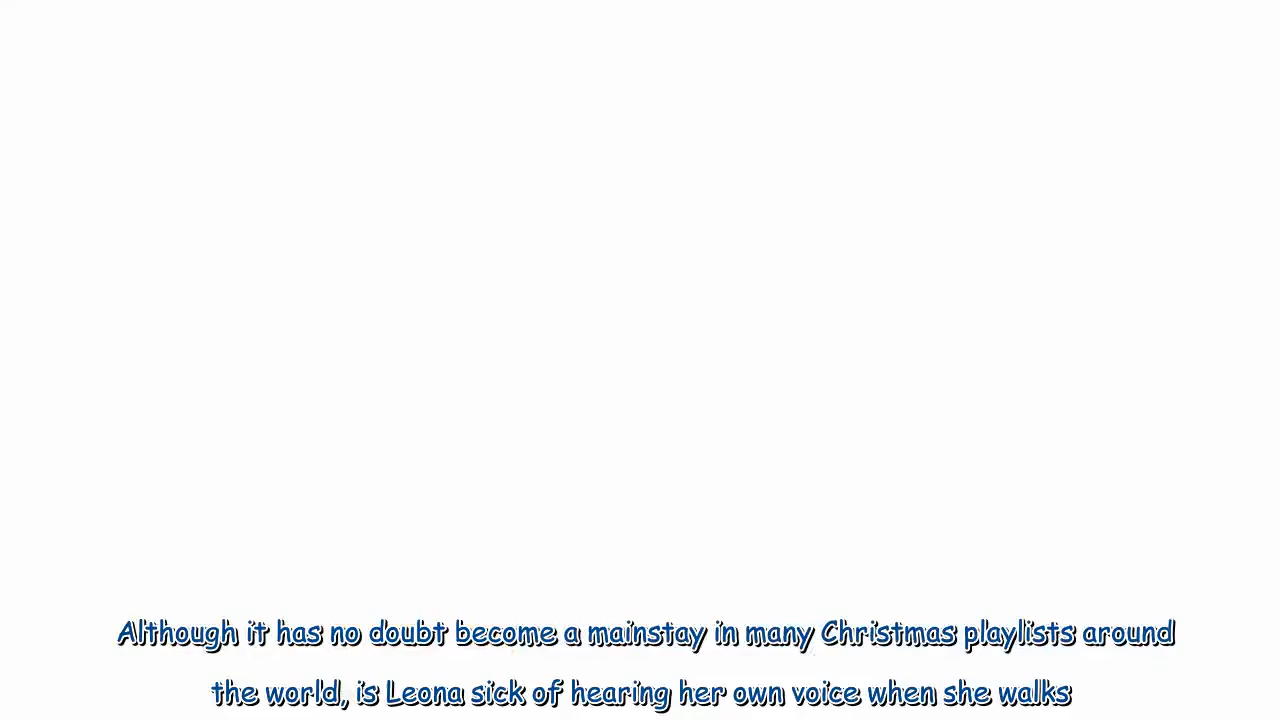 Although it has no doubt become a mainstay in many Christmas playlists around
the world, is Leona sick of hearing her own voice when she walks